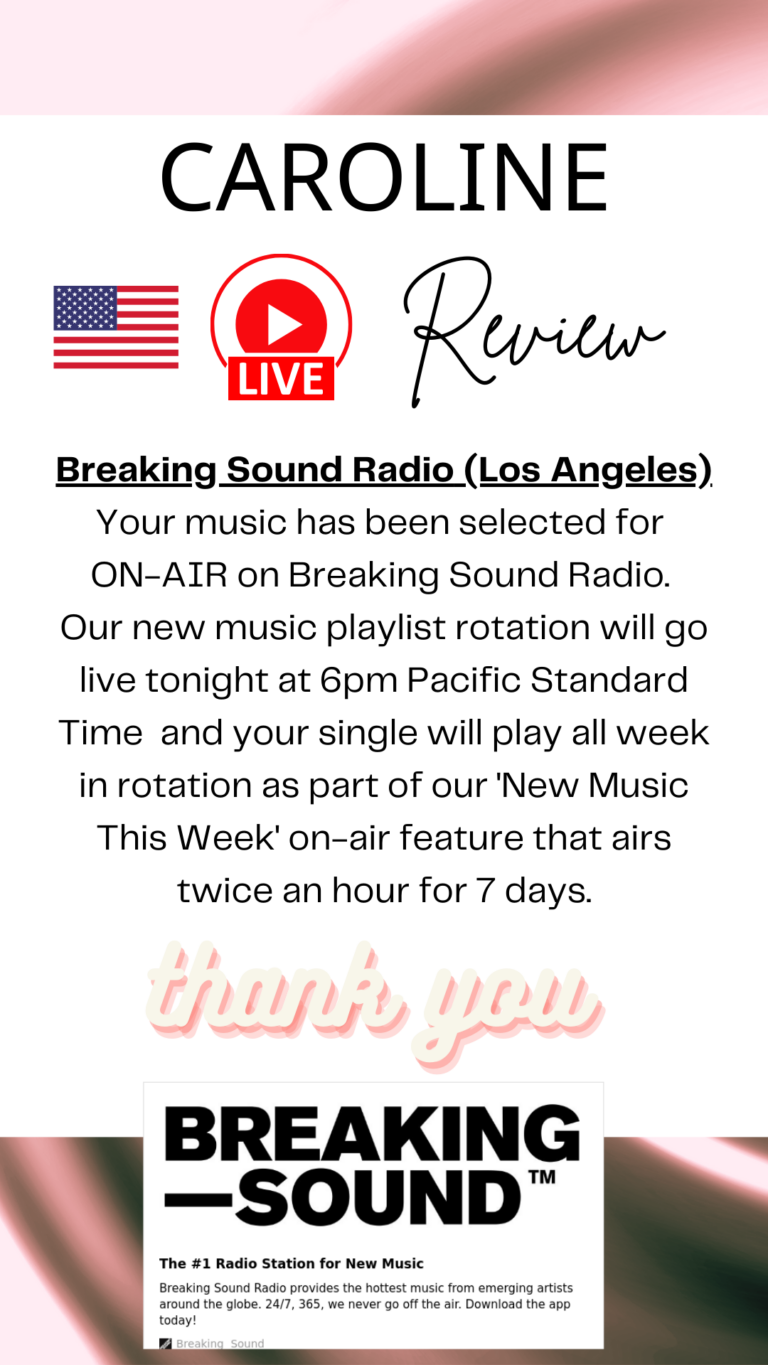 CAROLINE
LIVE
Review
Breaking Sound Radio (Los Angeles)
Your music has been selected for
ON-AIR on Breaking Sound Radio.
Our new music playlist rotation will go
live tonight at 6pm Pacific Standard
Time  and your single will play all week
in rotation as part of our 'New Music
This Week' on-air feature that airs
twice an hour for 7 days.
thank you
BREAKING
—SOUND™
The #1 Radio Station for New Music
Breaking Sound Radio provides the hottest music from emerging artists
around the globe. 24/7, 365, we never go off the air. Download the app
today!
Breaking Sound